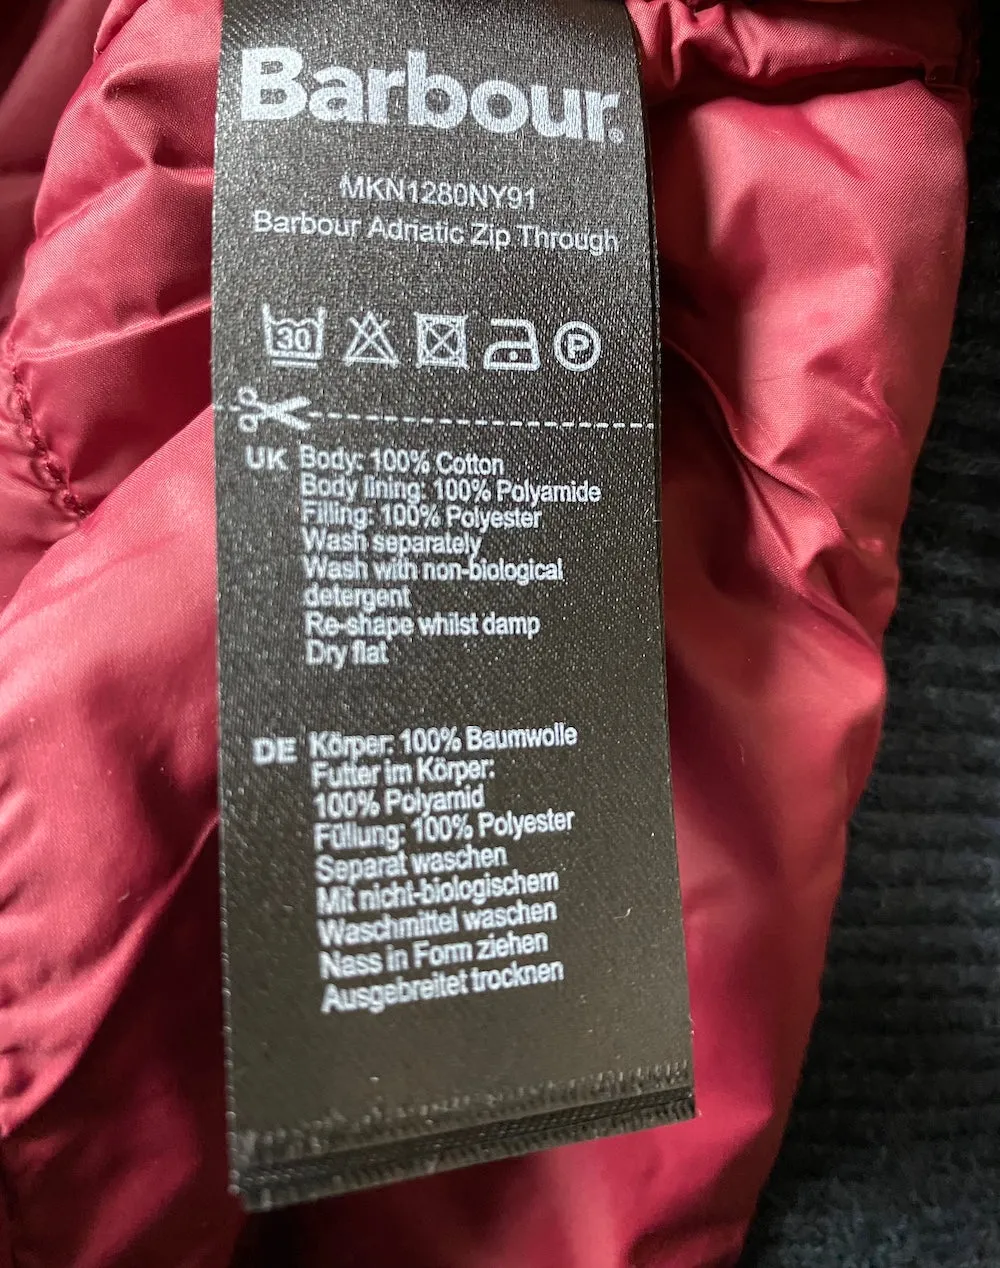 Barbour.
MKN1280NY91
Barbour Adriatic Zip Through
30 P
UK Body: 100% Cotton
Body lining: 100% Polyamide
Filling: 100% Polyester
Wash separately
Wash with non-biological
detergent
Re-shape whilst damp
Dry flat
DE Körper: 100% Baumwolle
Futter im Körper:
100% Polyamid
Füllung: 100% Polyester
Separat waschen
Mit nicht-biologischem
Waschmittel waschen
Nass in Form ziehen
Ausgebreitet trocknen